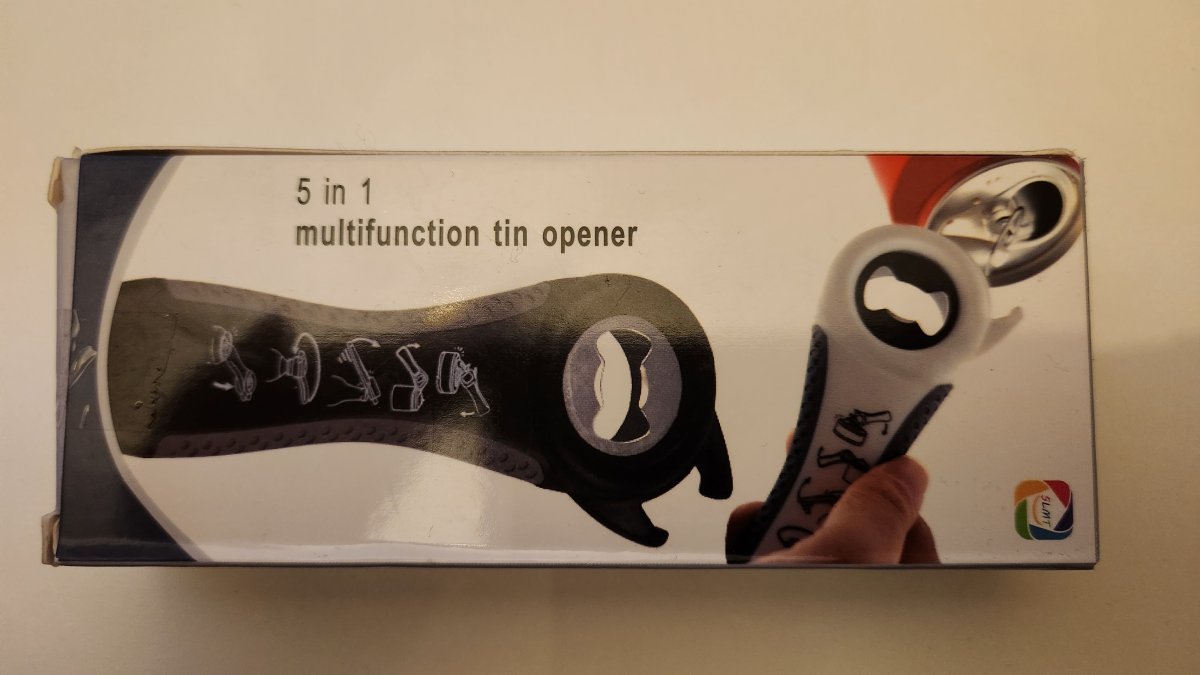 5 in 1
multifunction tin opener
SLMT